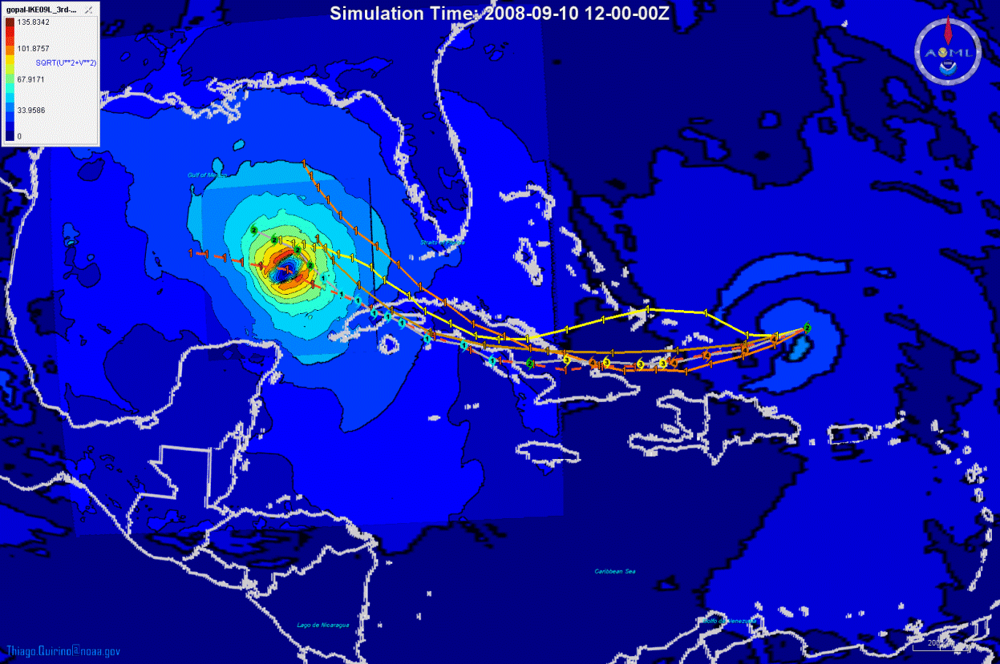 Simulation Time: 2008-09-10 12-00-00Z
gopal-IKE09L_3rd-...
135.8342
101.8757
SQRT(U**2+V**2)
67.9171
33.9586
0
AOML
Gulf of Mexico
Straits of Florida
Caribbean Sea
Lago de Nicaragua
Golfo de Venezuela
Thiago.Quirino@noaa.gov
200